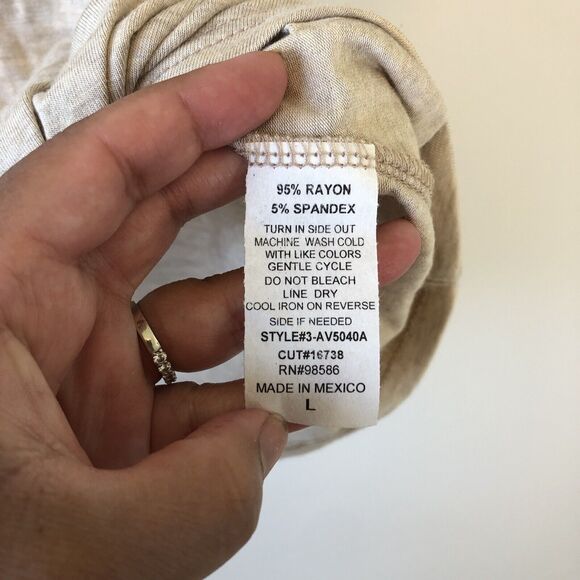 95% RAYON
5% SPANDEX
TURN IN SIDE OUT
MACHINE WASH COLD
WITH LIKE COLORS
GENTLE CYCLE
DO NOT BLEACH
LINE DRY
COOL IRON ON REVERSE
SIDE IF NEEDED
STYLE#3-AV5040A
CUT#16738
RN#98586
MADE IN MEXICO
L